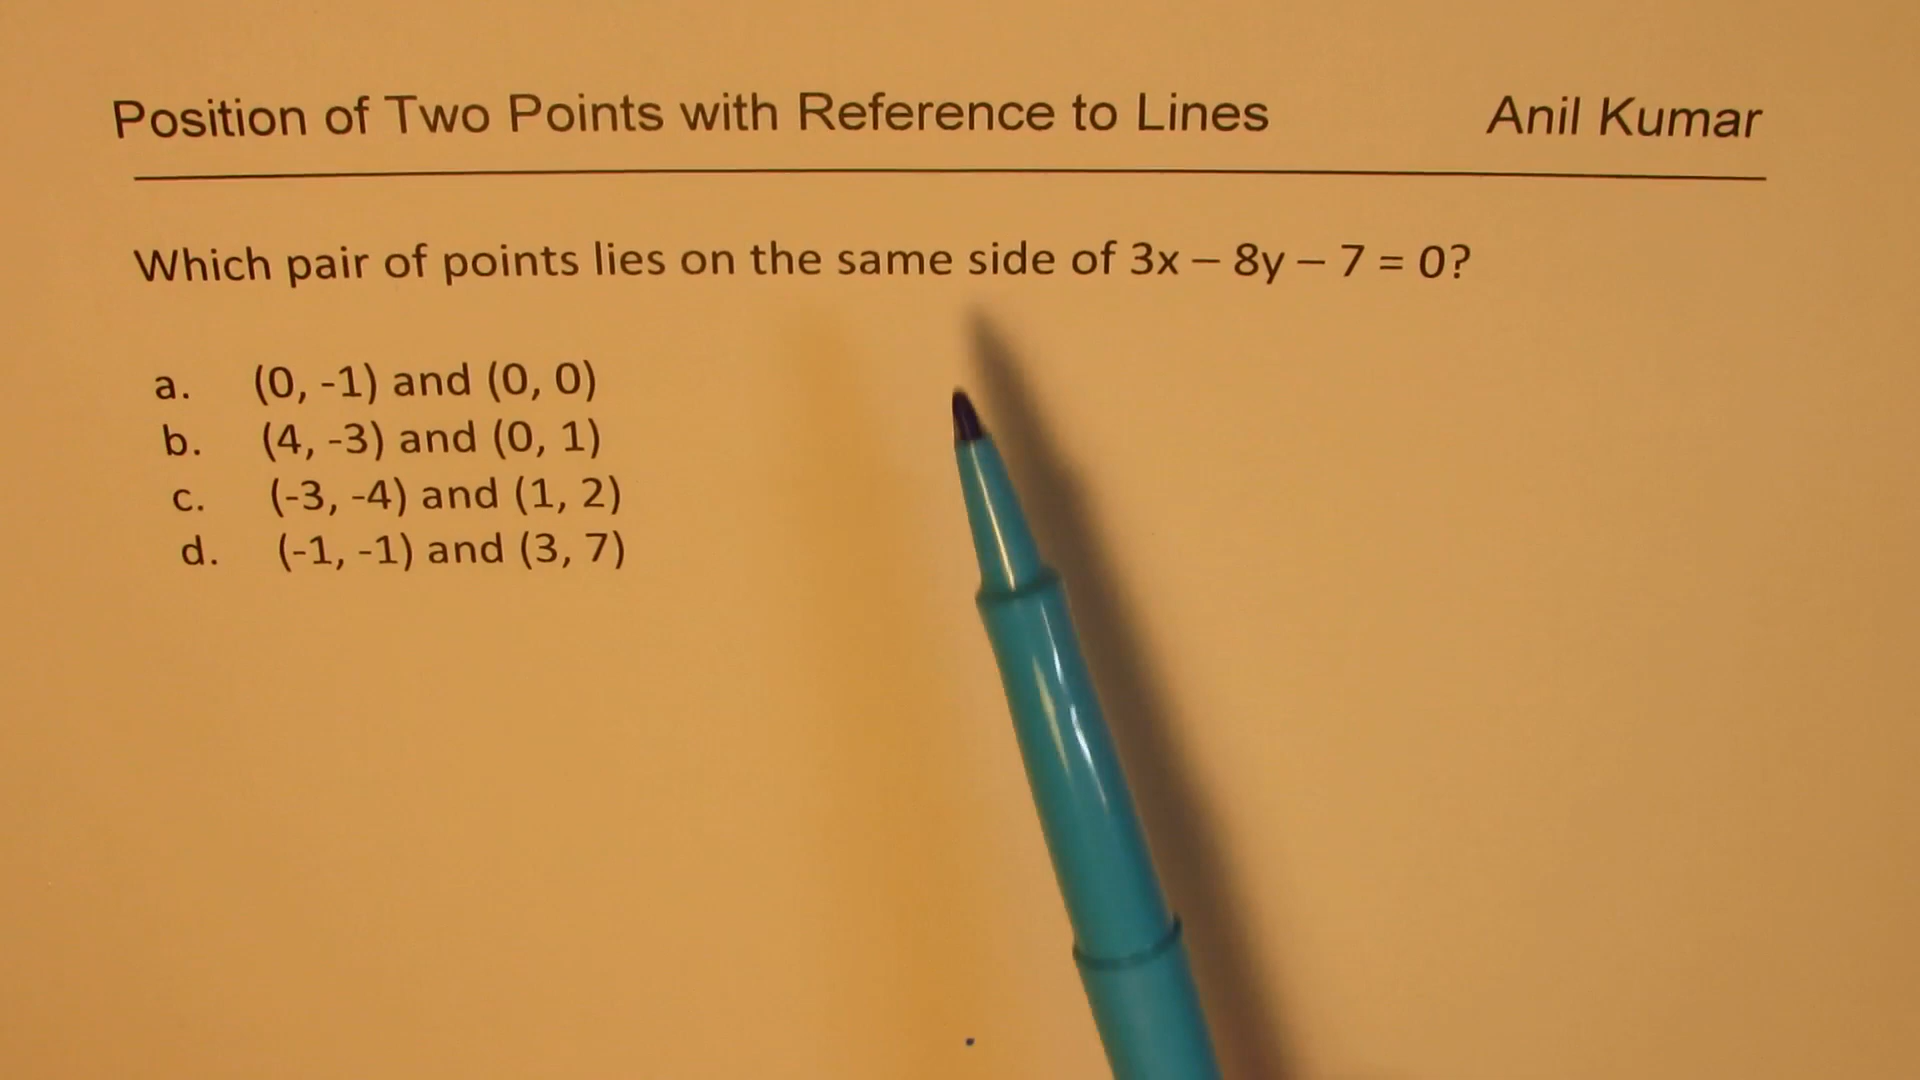 Position of Two Points with Reference to Lines Anil Kumar
Which pair of points lies on the same side of 3x – 8y – 7 = 0?
a. (0, -1) and (0, 0)
b. (4, -3) and (0, 1)
c. (-3, -4) and (1, 2)
d. (-1, -1) and (3, 7)